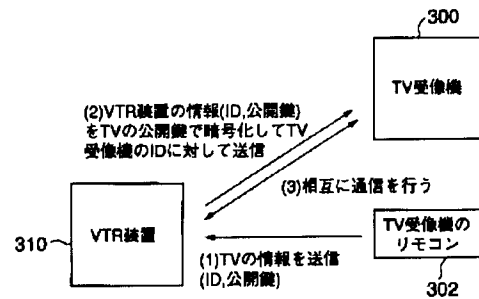 300
TV受像機
(2)VTR装置の情報(ID,公開鍵)
をTVの公開鍵で暗号化してTV
受像機のIDに対して送信
(3)相互に通信を行う
310
VTR装置
TV受像機の
リモコン
(1)TVの情報を送信
(ID,公開鍵)
302